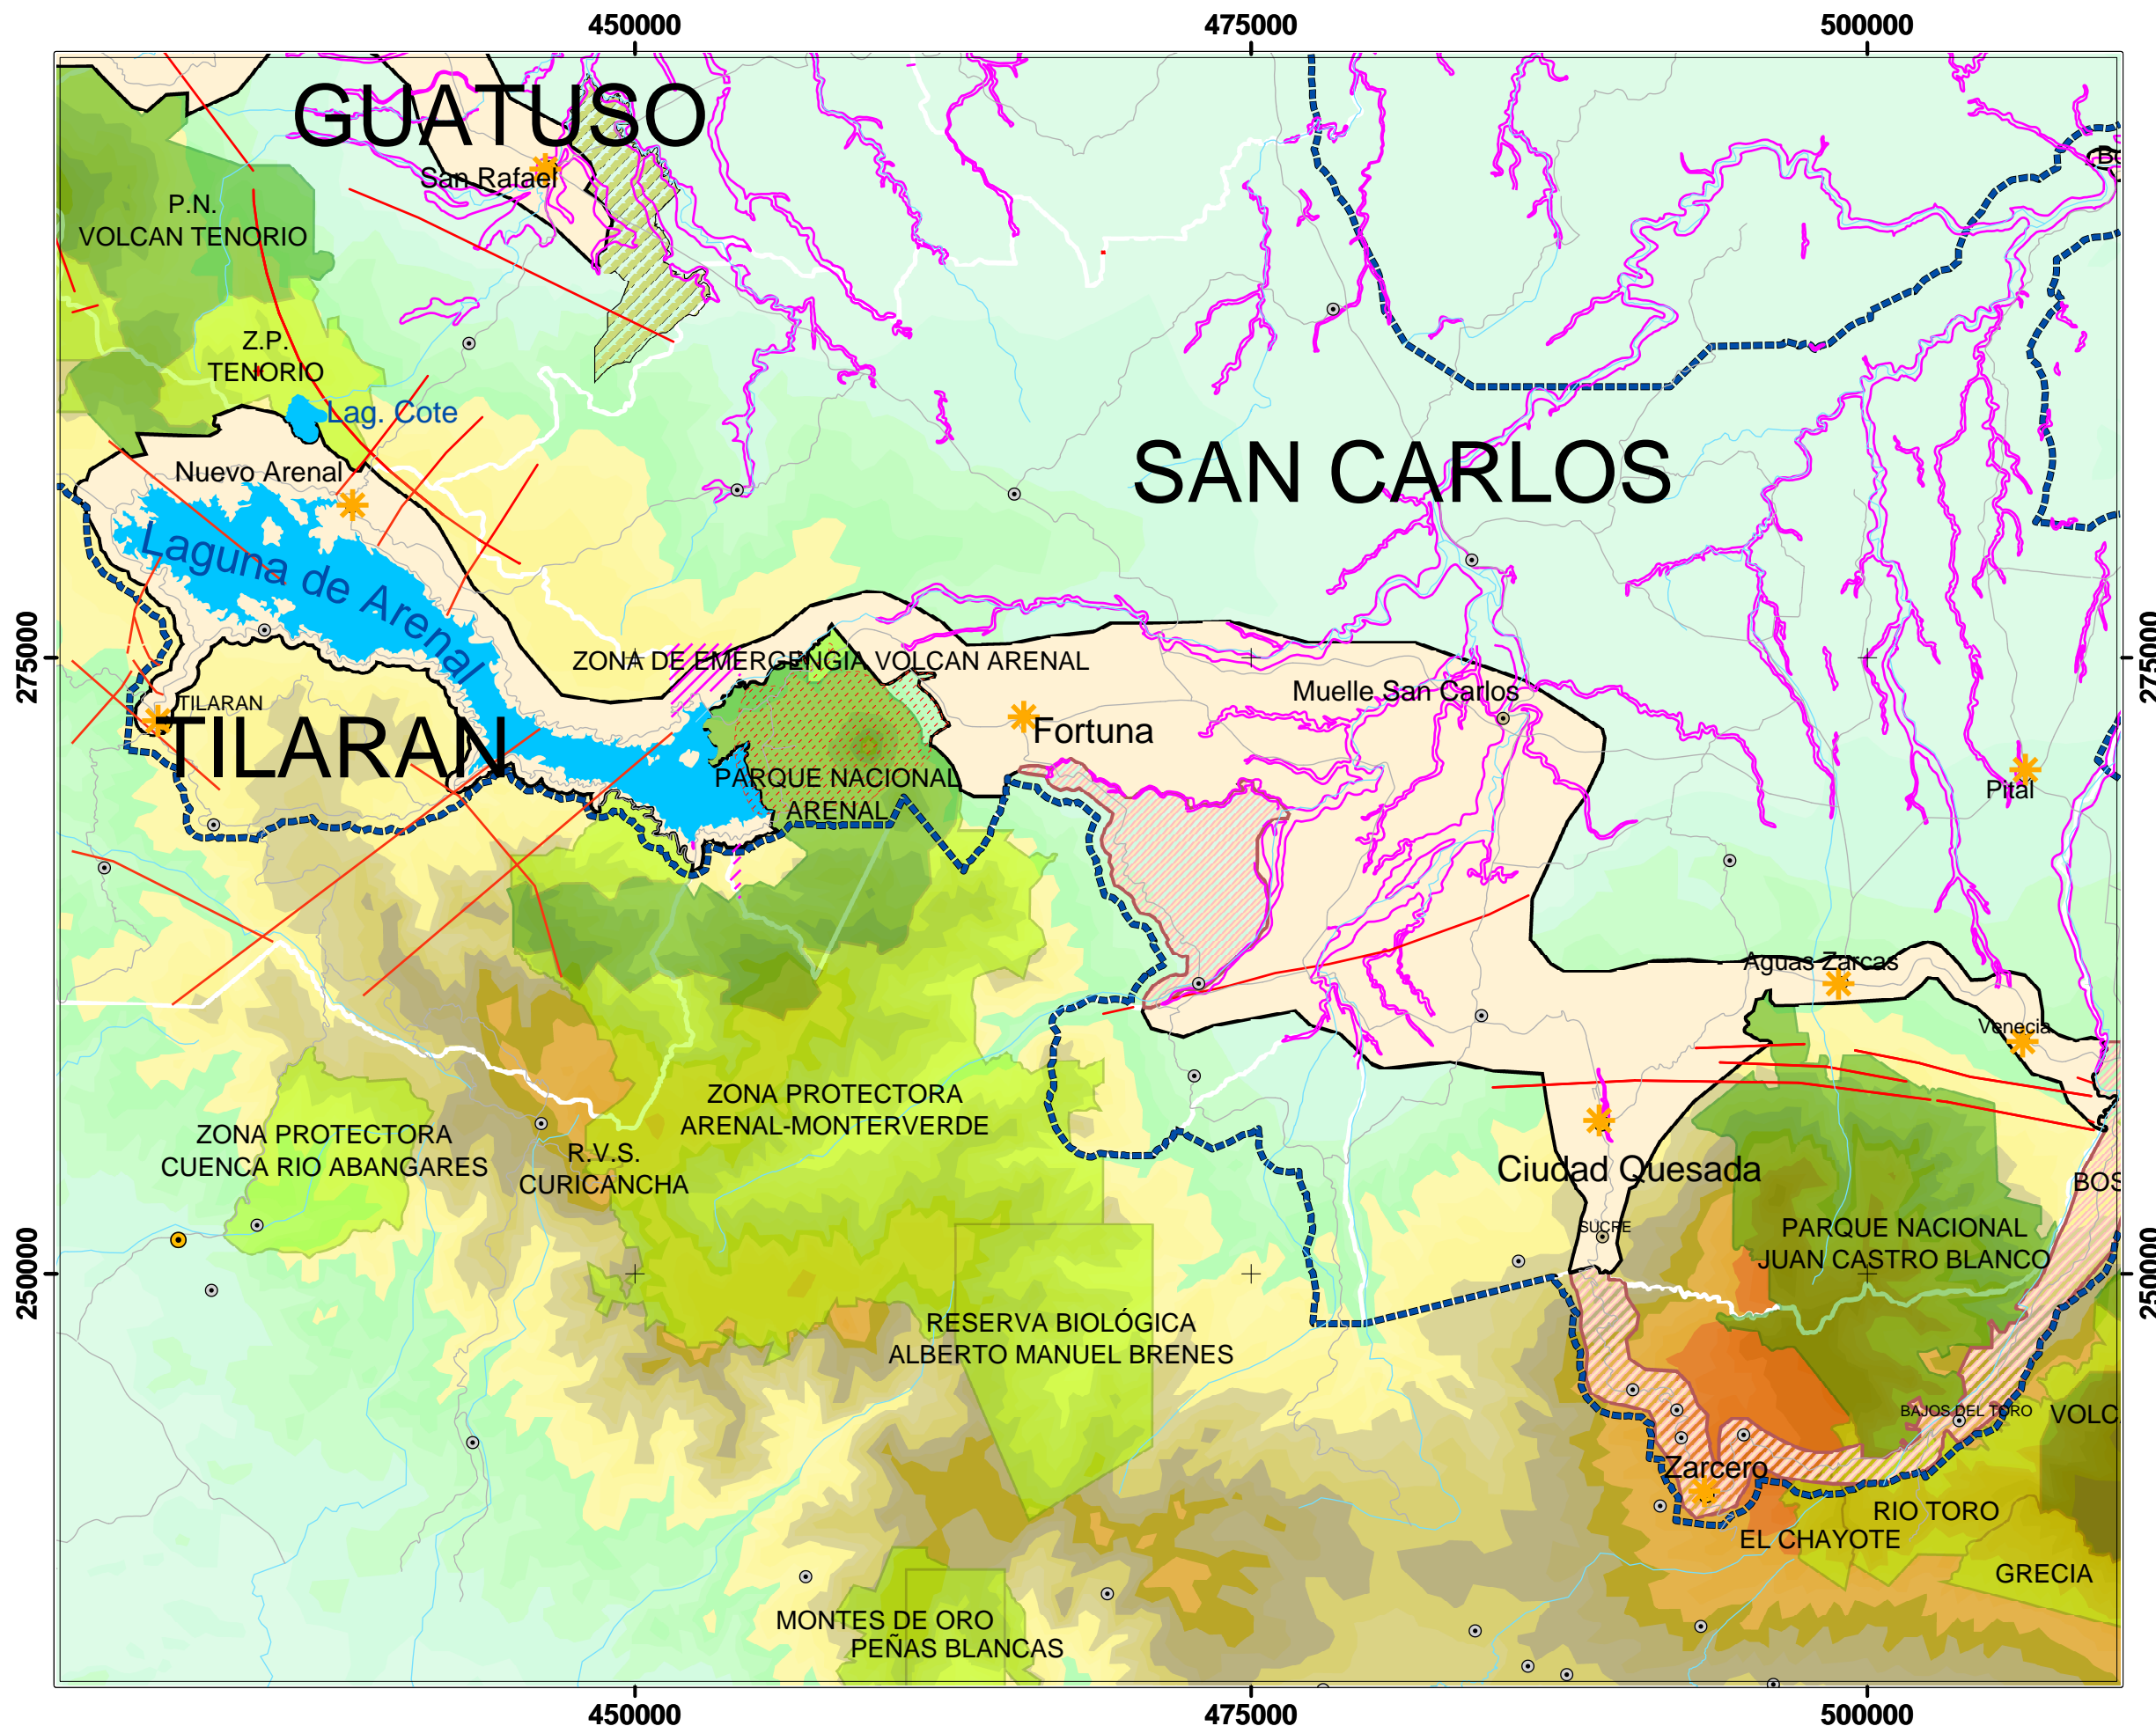 450000
475000
500000
GUATUSO
San Rafael
P.N.
VOLCAN TENORIO
Z.P.
TENORIO
Lag. Cote
SAN CARLOS
Nuevo Arenal
Laguna de Arenal
275000
275000
ZONA DE EMERGENGIA VOLCAN ARENAL
Muelle San Carlos
TILARAN
TILARAN
Fortuna
PARQUE NACIONAL
ARENAL
Pital
Aguas Zarcas
Venecia
ZONA PROTECTORA
ARENAL-MONTERVERDE
ZONA PROTECTORA
CUENCA RIO ABANGARES
R.V.S.
CURICANCHA
Ciudad Quesada
BOS
SUCRE
PARQUE NACIONAL
JUAN CASTRO BLANCO
250000
250000
RESERVA BIOLÓGICA
ALBERTO MANUEL BRENES
BAJOS DEL TORO
VOLC
Zarcero
RIO TORO
EL CHAYOTE
GRECIA
MONTES DE ORO
PEÑAS BLANCAS
450000
475000
500000